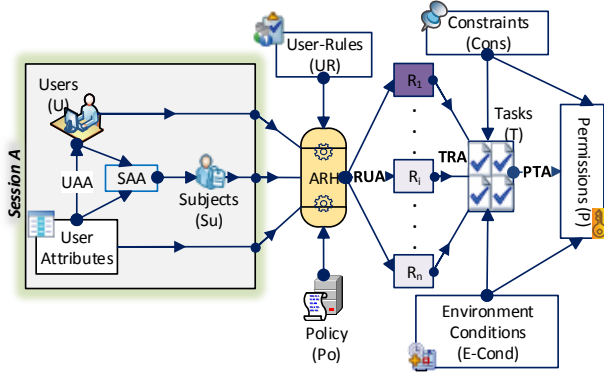 Constraints
(Cons)
User-Rules
(UR)
Session A
Users
(U)
R1
Tasks
(T)
Permissions (P)
UAA
SAA
Subjects
(Su)
ARH
RUA
Ri
TRA
PTA
User
Attributes
Rn
Policy
(Po)
Environment
Conditions
(E-Cond)